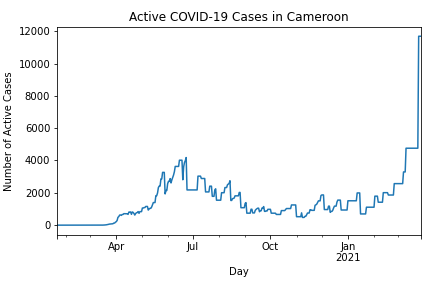 Active COVID-19 Cases in Cameroon
12000
10000
8000
6000
4000
2000
0
Number of Active Cases
Apr
Jul
Oct
Jan
2021
Day